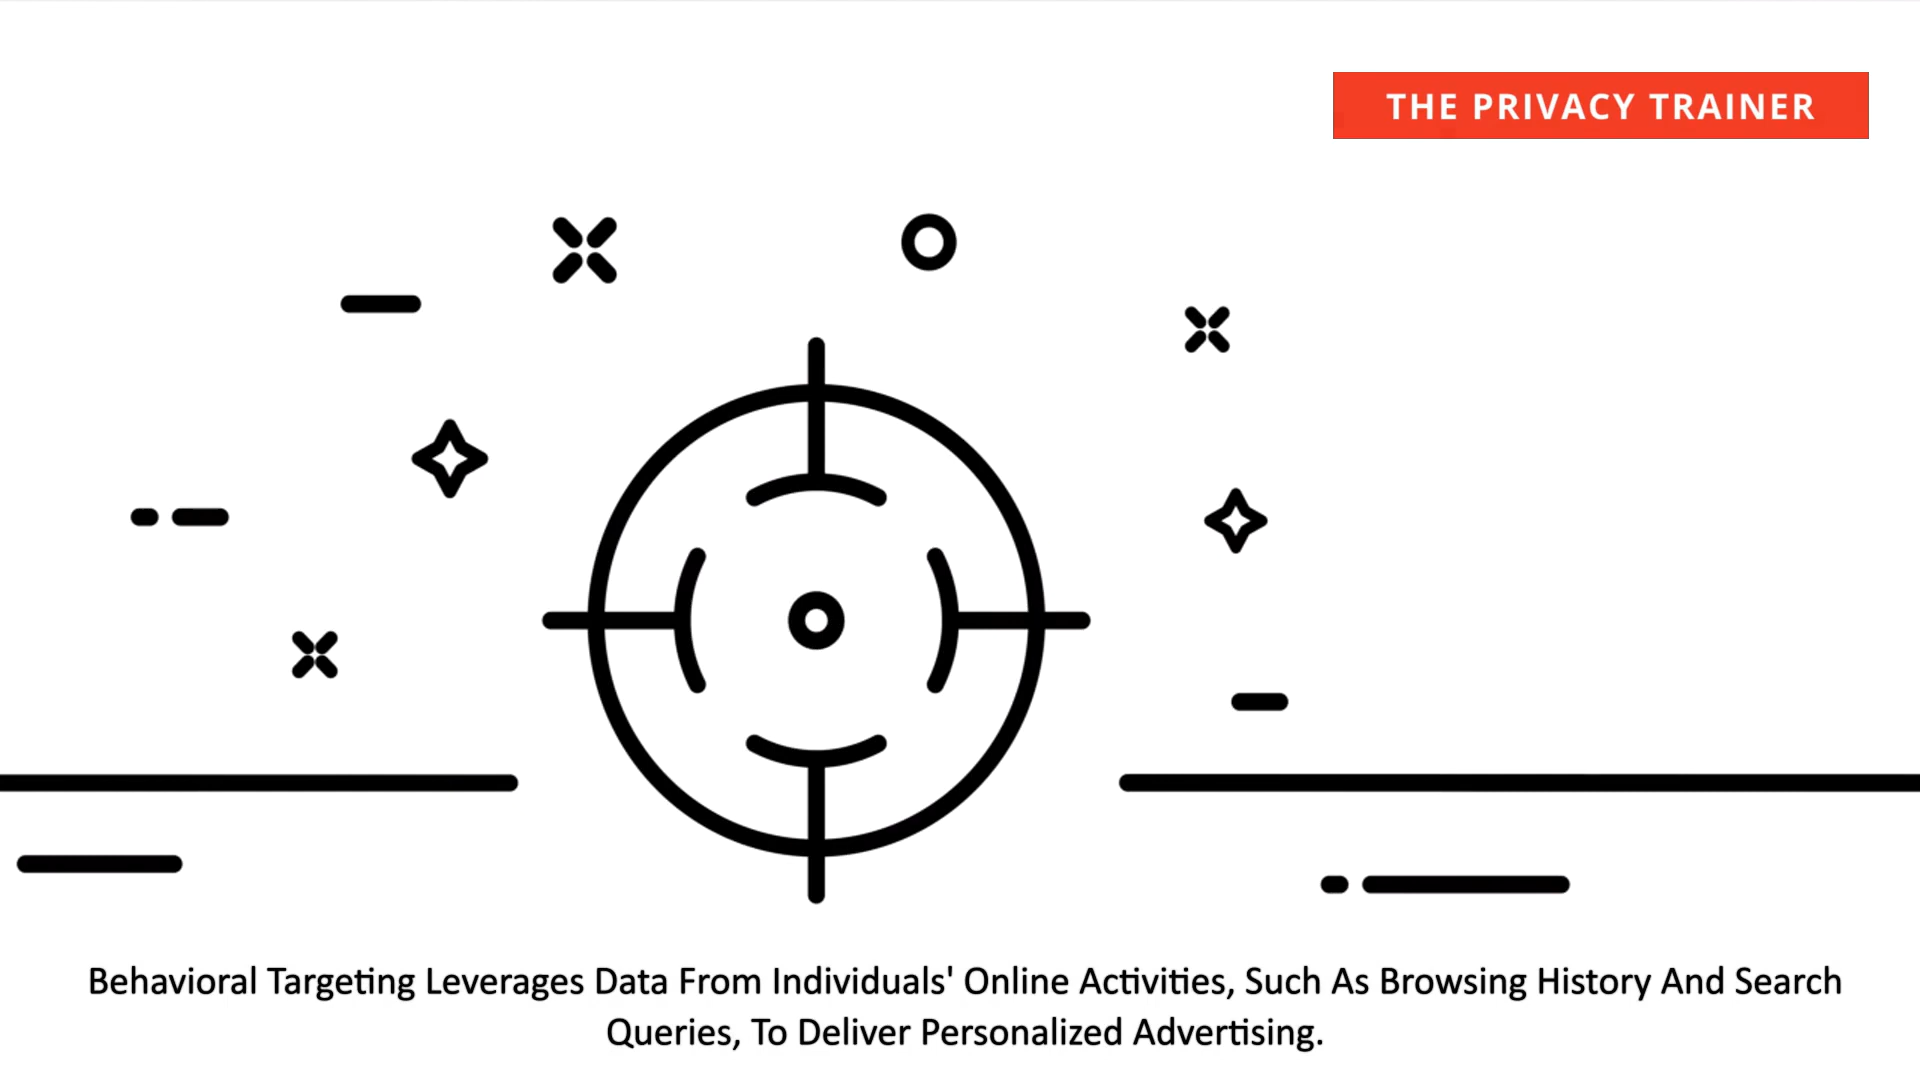 THE PRIVACY TRAINER
Behavioral Targeting Leverages Data From Individuals' Online Activities, Such As Browsing History And Search
Queries, To Deliver Personalized Advertising.